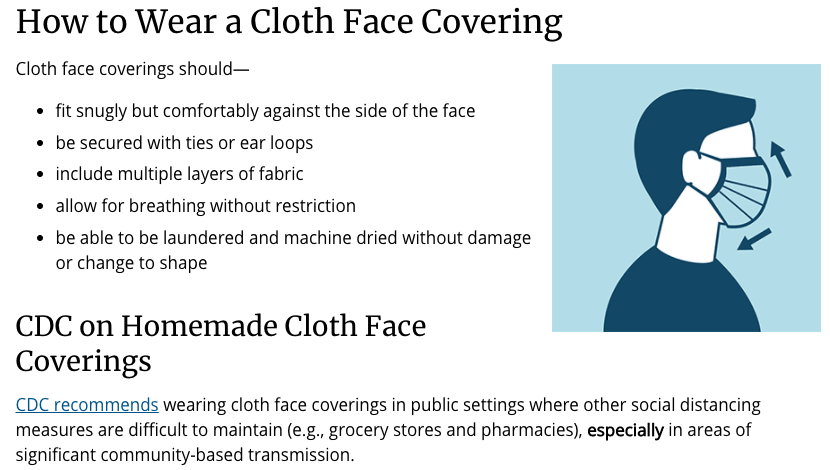 How to Wear a Cloth Face Covering
Cloth face coverings should—
• fit snugly but comfortably against the side of the face
• be secured with ties or ear loops
• include multiple layers of fabric
• allow for breathing without restriction
• be able to be laundered and machine dried without damage
or change to shape
CDC on Homemade Cloth Face
Coverings
CDC recommends wearing cloth face coverings in public settings where other social distancing
measures are difficult to maintain (e.g., grocery stores and pharmacies), especially in areas of
significant community-based transmission.